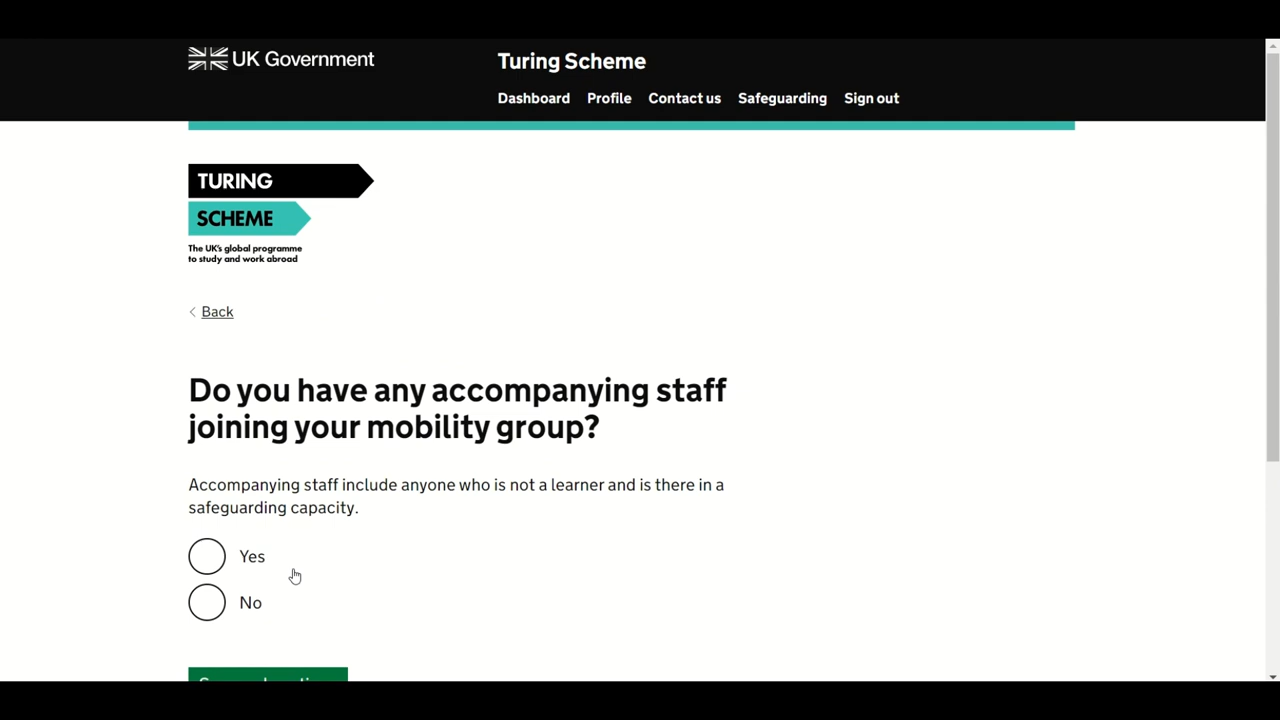 UK Government
Turing Scheme
Dashboard Profile Contact us Safeguarding Sign out
TURING
SCHEME
The UK's global programme
to study and work abroad
Back
Do you have any accompanying staff
joining your mobility group?
Accompanying staff include anyone who is not a learner and is there in a
safeguarding capacity.
Yes
No